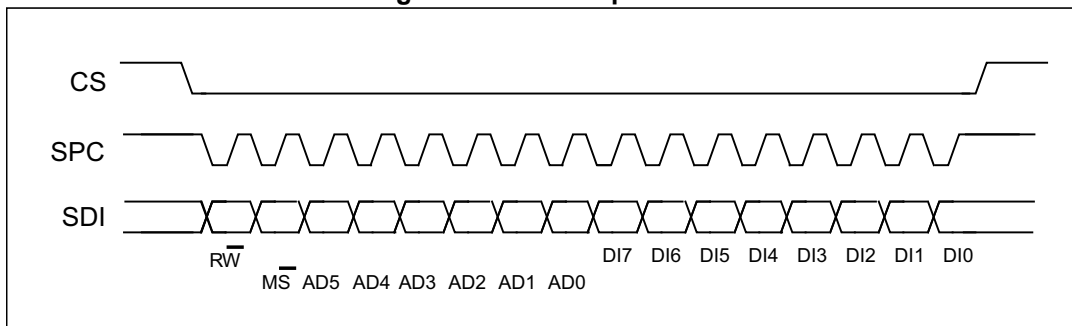 CS
SPC
SDI
RW DI7 DI6 DI5 DI4 DI3 DI2 DI1 DI0
MS AD5 AD4 AD3 AD2 AD1 AD0